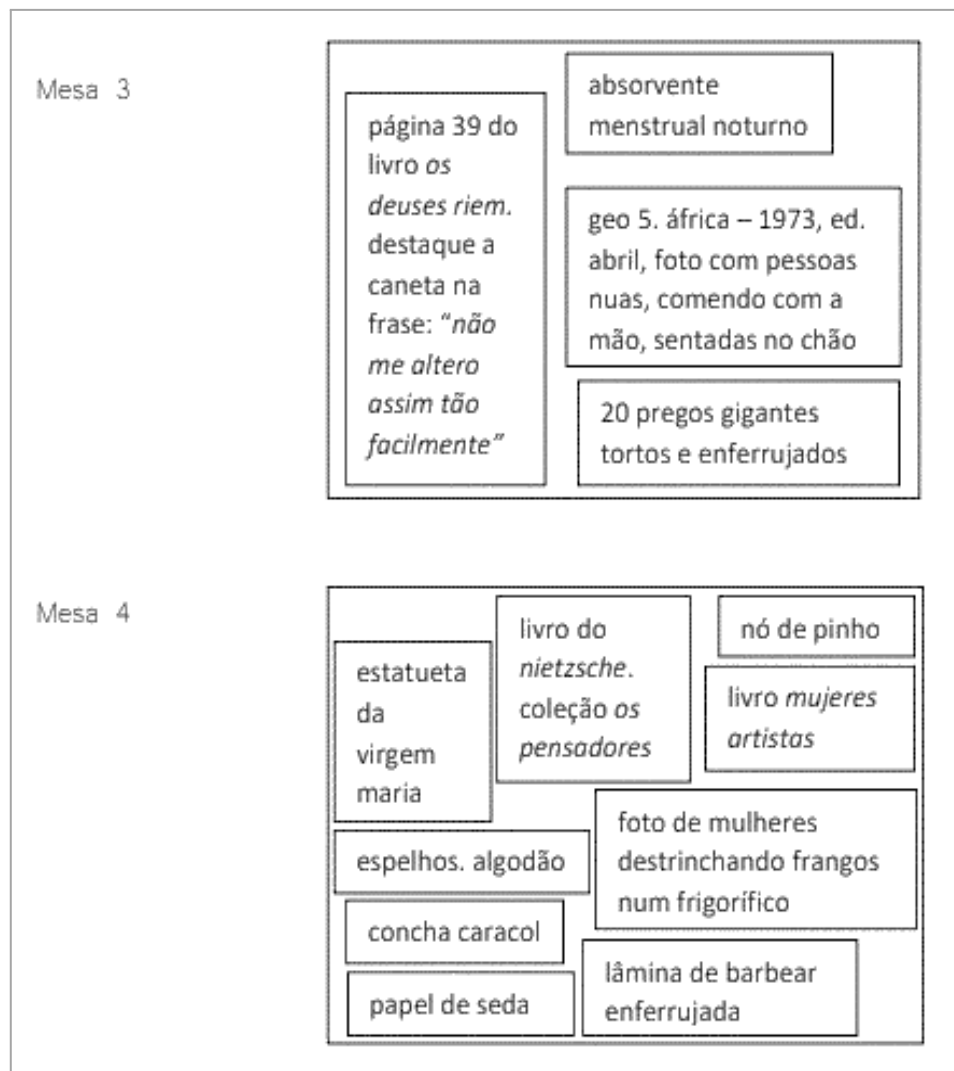 Mesa 3
página 39 do
livro os
deuses riem.
destaque a
caneta na
frase: “não
me altero
assim tão
facilmente”
absorvente
menstrual noturno
geo 5. áfrica – 1973, ed.
abril, foto com pessoas
nuas, comendo com a
mão, sentadas no chão
20 pregos gigantes
tortos e enferrujados
Mesa 4
estatueta
da
virgem
maria
livro do
nietzsche.
coleção os
pensadores
nó de pinho
livro mujeres
artistas
espelhos. algodão
foto de mulheres
destrinchando frangos
num frigorífico
concha caracol
papel de seda
lâmina de barbear
enferrujada